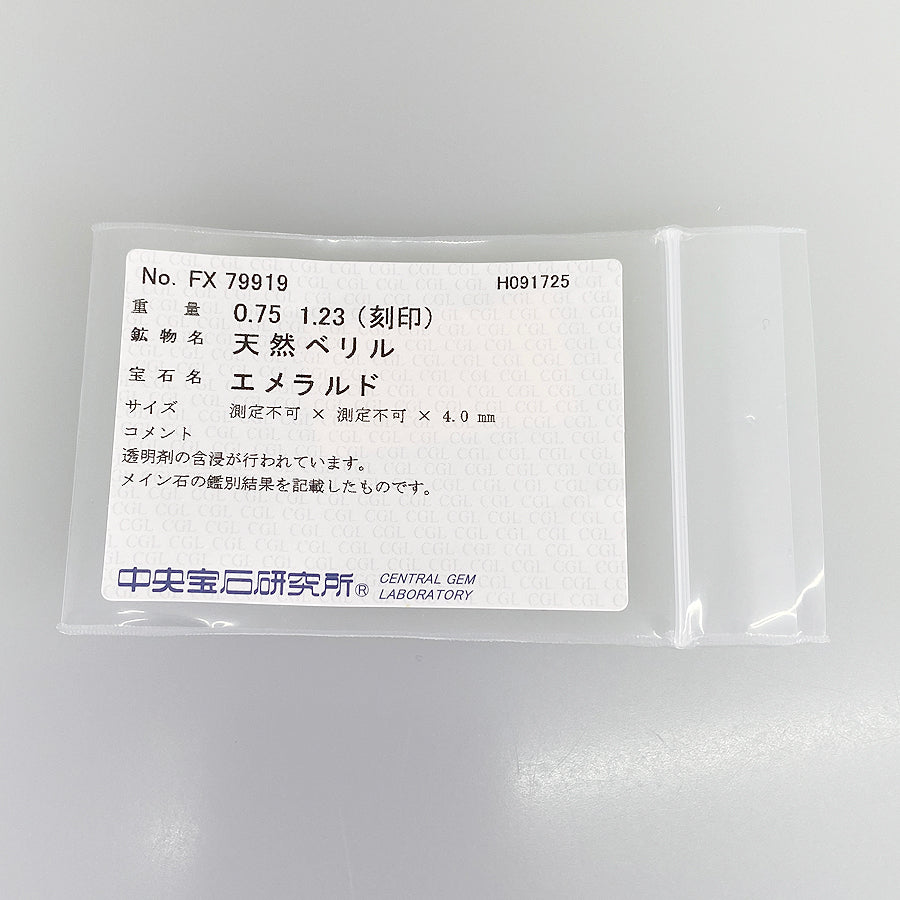 No. FX 79919 H091725
重量 0.75 1.23（刻印）
鉱物名 天然ベリル
宝石名 エメラルド
サイズ 測定不可 × 測定不可 × 4.0 mm
コメント
透明剤の含浸が行われています。
メイン石の鑑別結果を記載したものです。
中央宝石研究所® CENTRAL GEM
LABORATORY